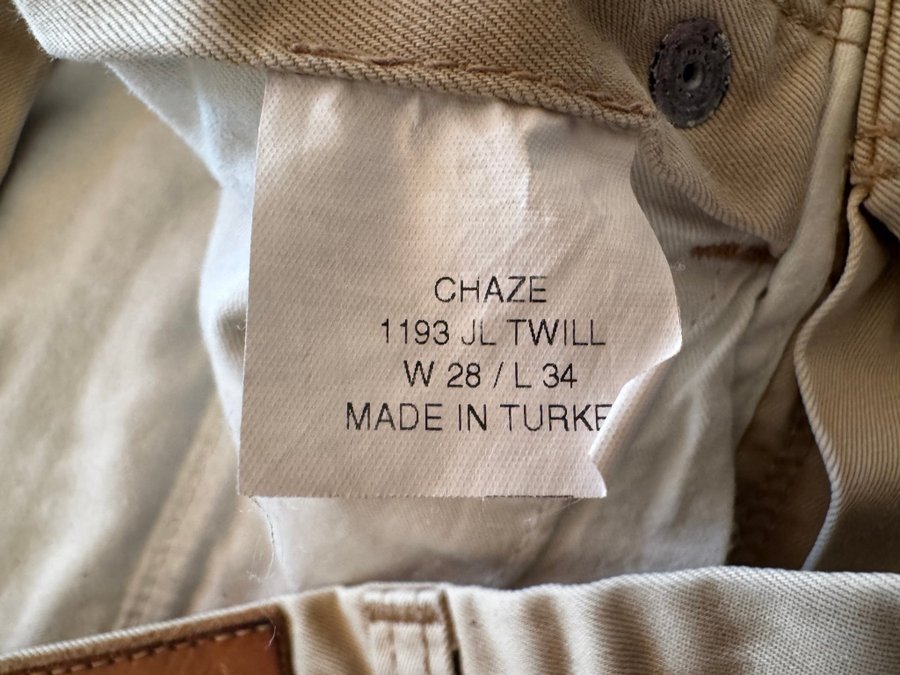 CHAZE
1193 JL TWILL
W 28 / L 34
MADE IN TURKE